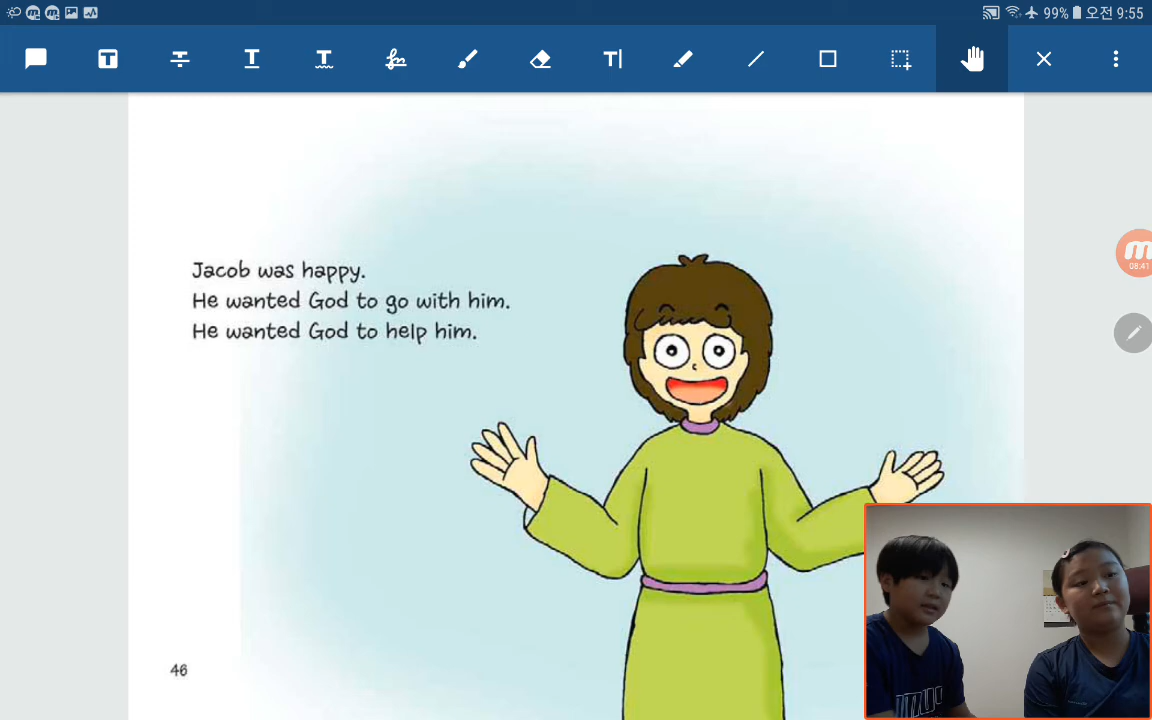 99% 오전 9:55
T
T
T
T
T
Jacob was happy.
He wanted God to go with him.
He wanted God to help him.
08:41
46